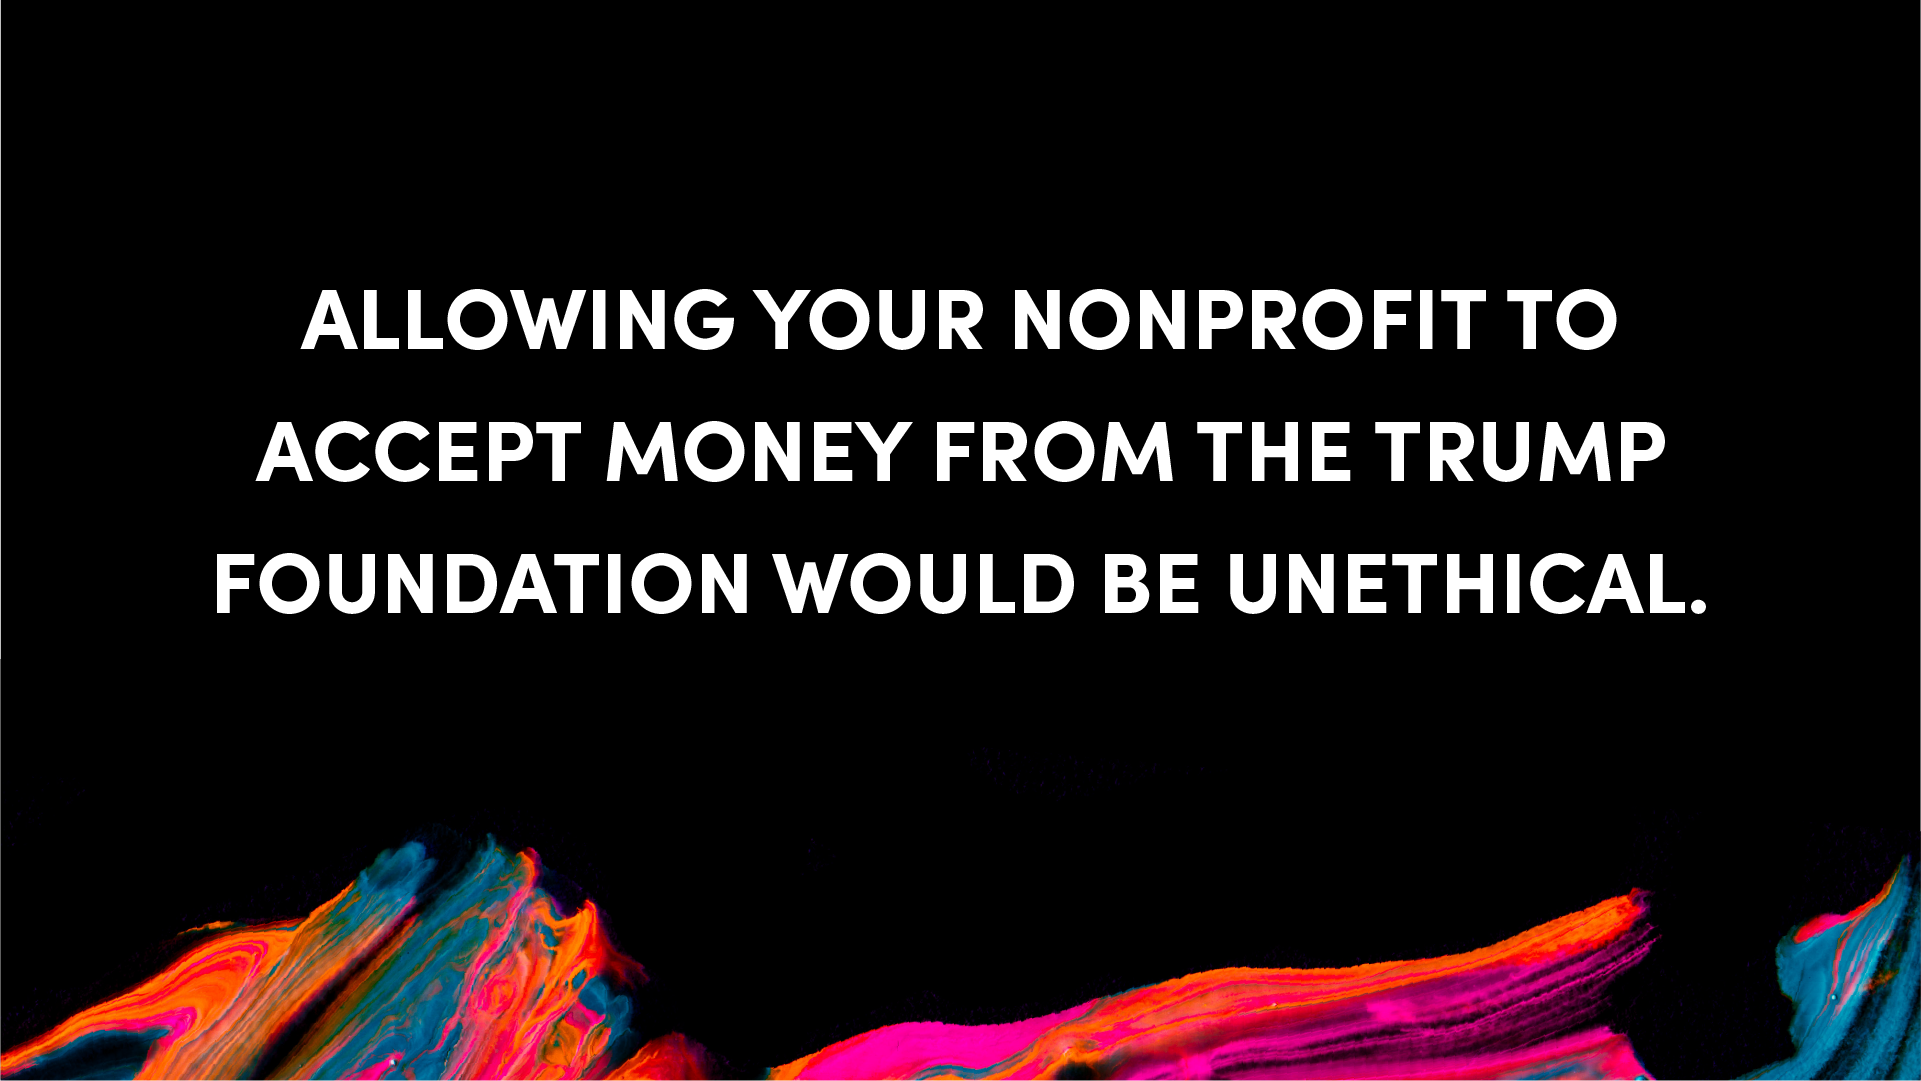 ALLOWING YOUR NONPROFIT TO
ACCEPT MONEY FROM THE TRUMP
FOUNDATION WOULD BE UNETHICAL.